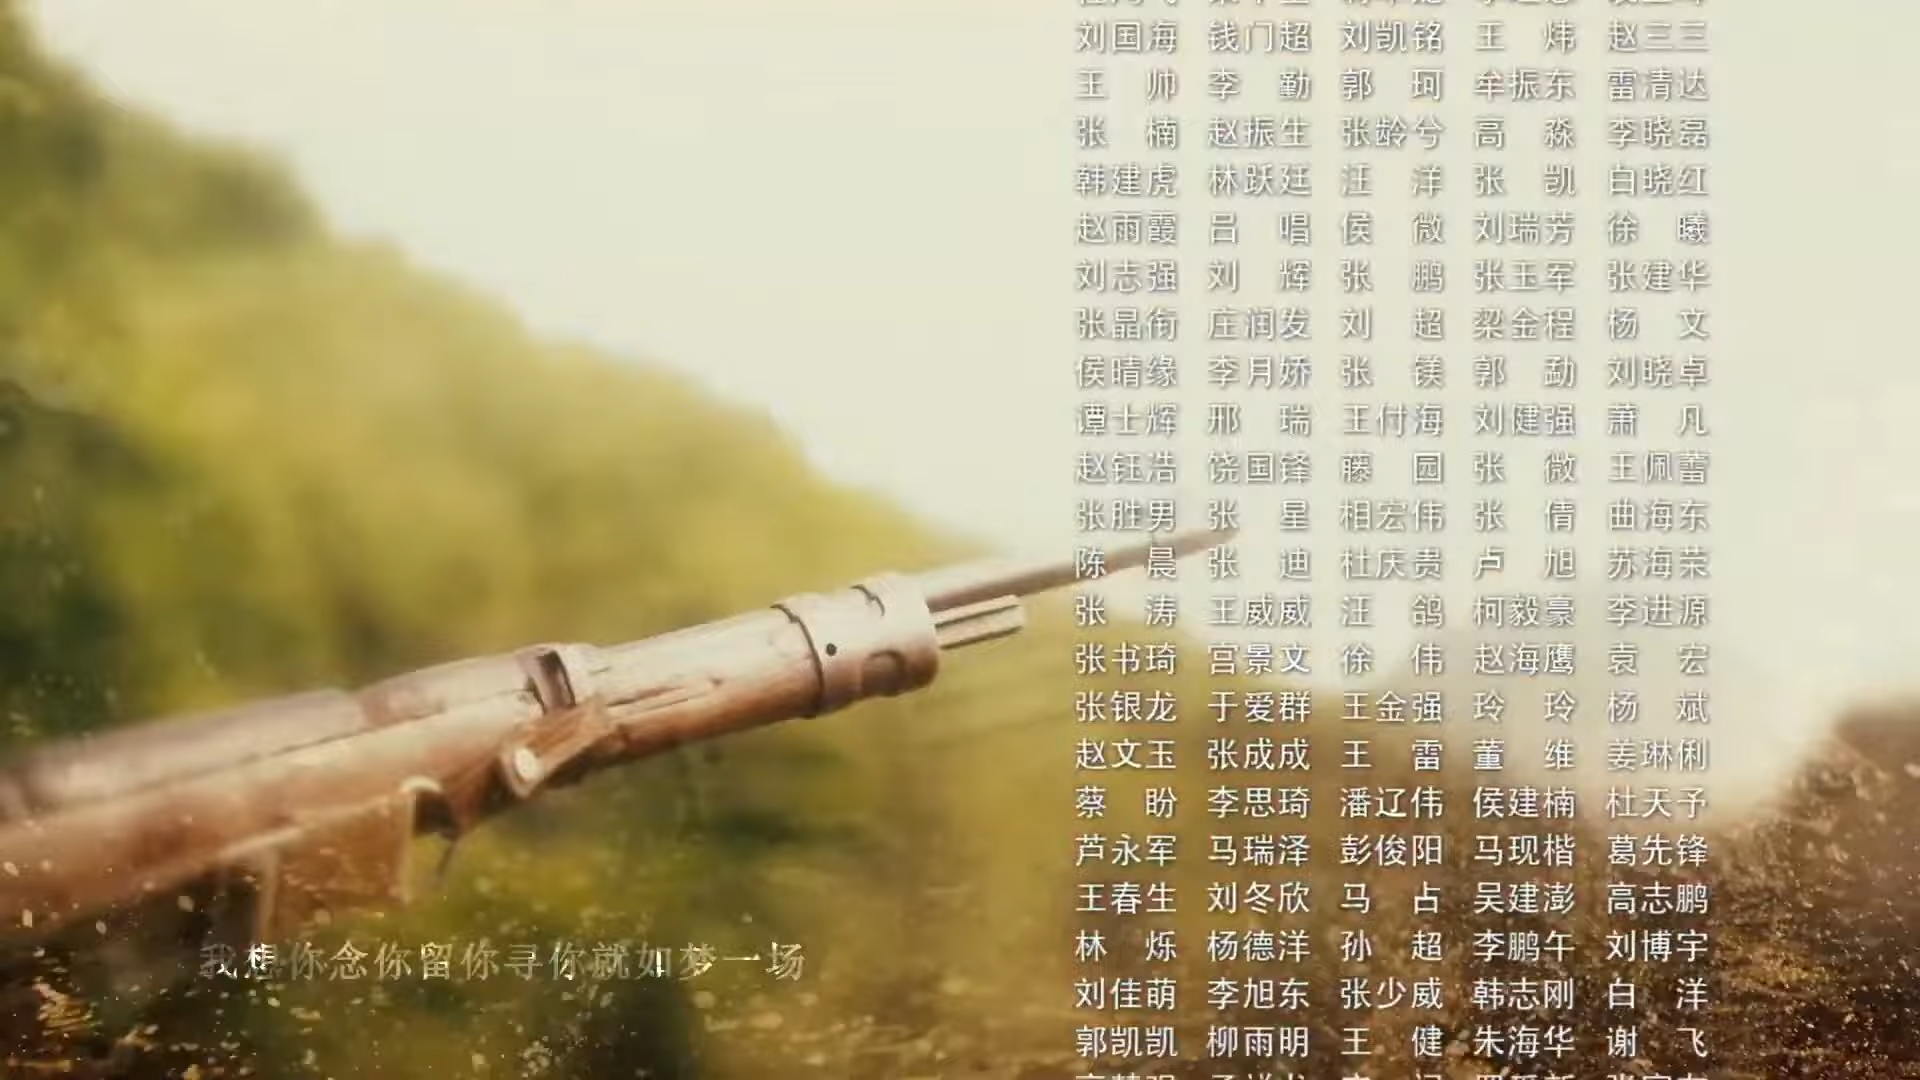 刘国海 钱门超 刘凯铭 王炜 赵三三
王帅 李勤 郭珂 牟振东 雷清达
张楠 赵振生 张龄兮 高淼 李晓磊
韩建虎 林跃廷 汪洋 张凯 白晓红
赵雨霞 吕唱 侯微 刘瑞芳 徐曦
刘志强 刘辉 张鹏 张玉军 张建华
张晶衔 庄润发 刘超 梁金程 杨文
侯晴缘 李月娇 张镁 郭勐 刘晓卓
谭士辉 邢瑞 王付海 刘健强 萧凡
赵钰浩 饶国锋 藤园 张微 王佩蕾
张胜男 张星 相宏伟 张倩 曲海东
陈晨 张迪 杜庆贵 卢旭 苏海荣
张涛 王威威 汪鸽 柯毅豪 李进源
张书琦 宫景文 徐伟 赵海鹰 袁宏
张银龙 于爱群 王金强 玲玲 杨斌
赵文玉 张成成 王雷 董维 姜琳俐
蔡盼 李思琦 潘辽伟 侯建楠 杜天予
芦永军 马瑞泽 彭俊阳 马现楷 葛先锋
王春生 刘冬欣 马占 吴建澎 高志鹏
林烁 杨德洋 孙超 李鹏午 刘博宇
刘佳萌 李旭东 张少威 韩志刚 白洋
郭凯凯 柳雨明 王健 朱海华 谢飞
我想你念你留你寻你就如梦一场